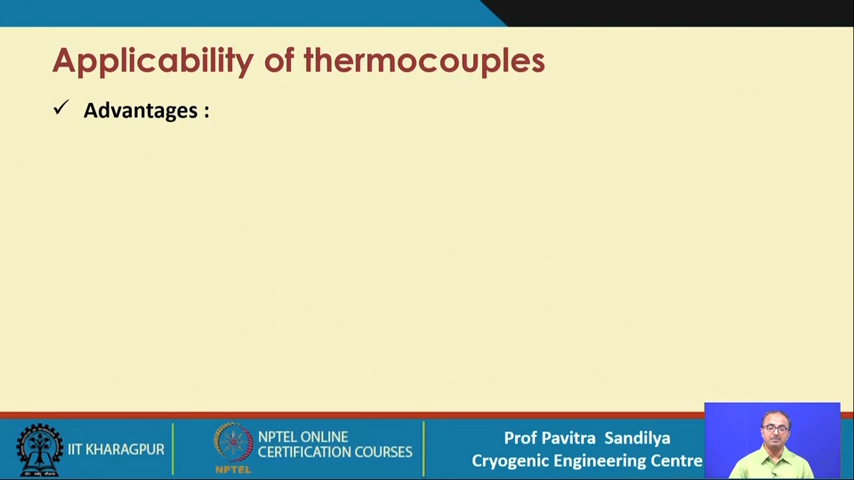 Applicability of thermocouples
✓ Advantages :
IIT KHARAGPUR
NPTEL
NPTEL ONLINE
CERTIFICATION COURSES
Prof Pavitra Sandilya
Cryogenic Engineering Centre